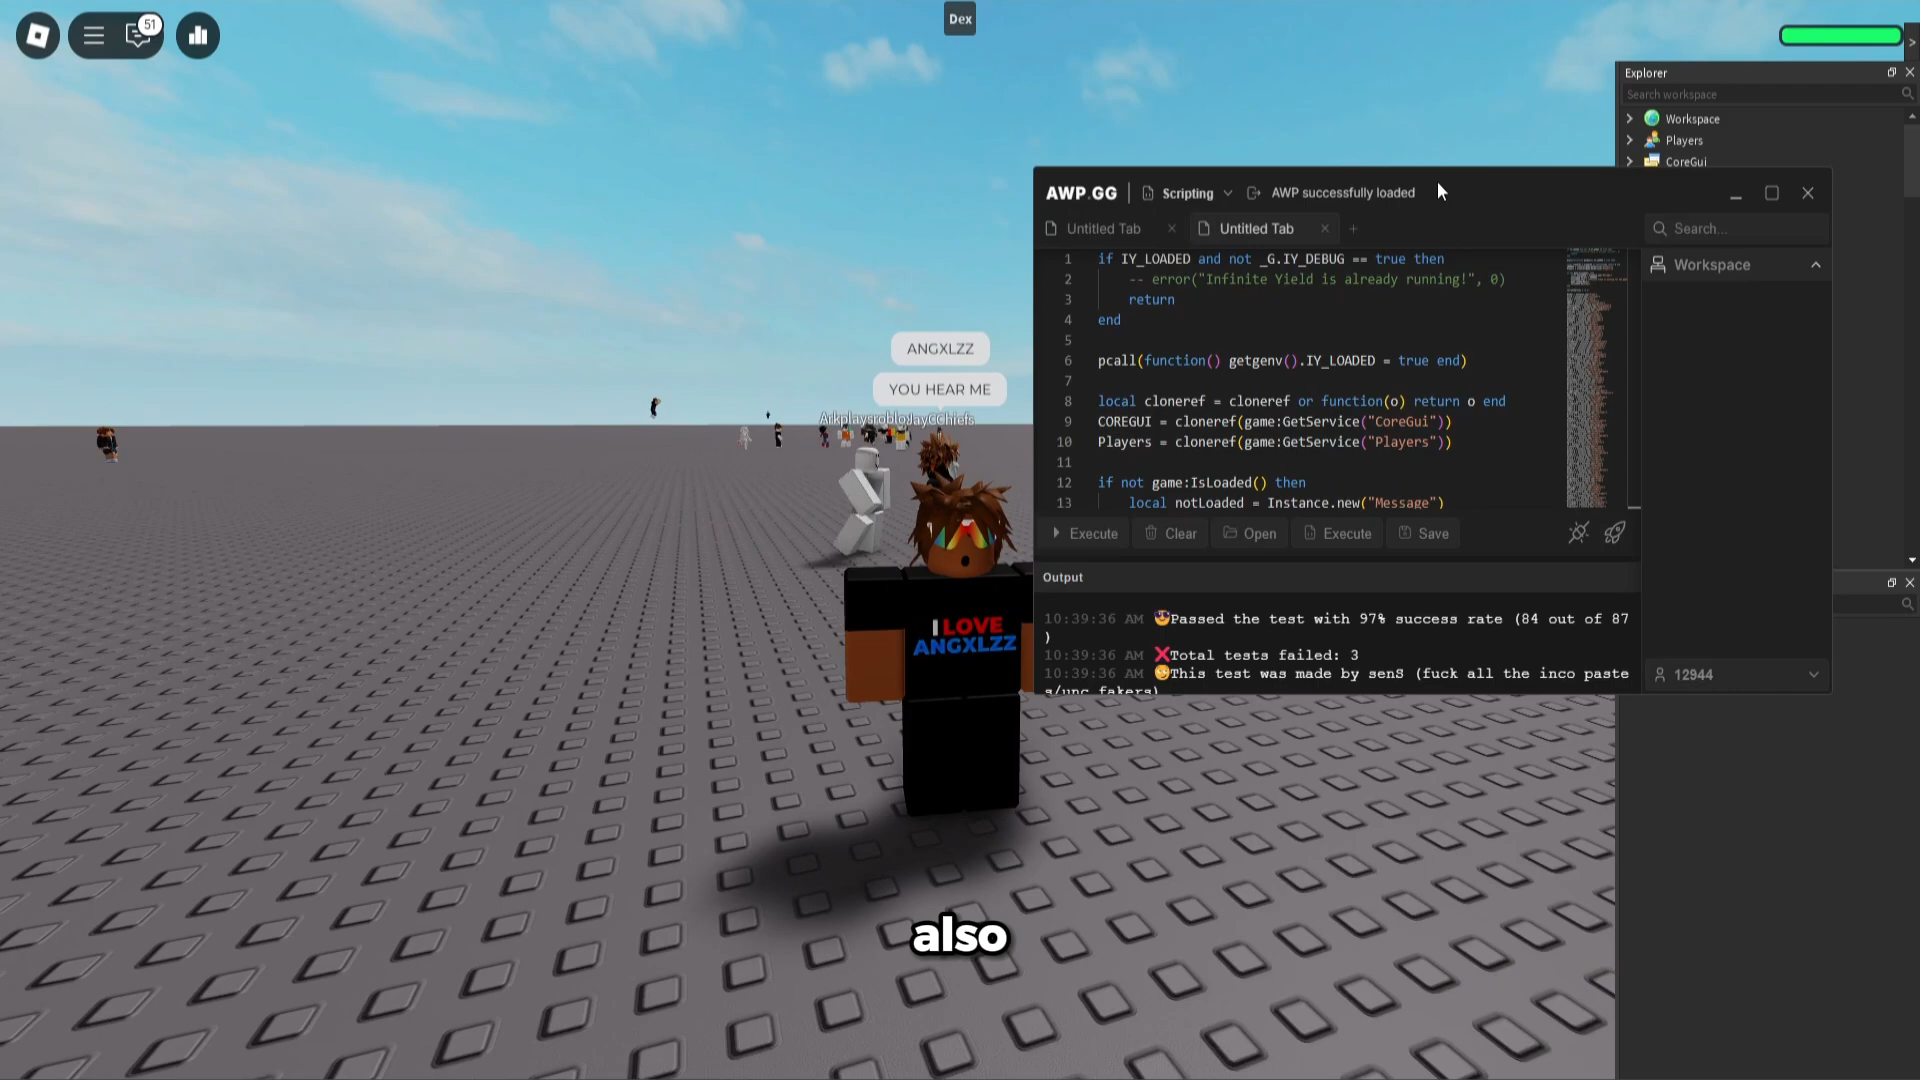 51
Dex
>
Explorer
Search workspace
Workspace
Players
CoreGui
AWP.GG
Scripting
AWP successfully loaded
Untitled Tab
Untitled Tab
Search...
Workspace
1 if IY_LOADED and not _G.IY_DEBUG == true then
2 -- error("Infinite Yield is already running!", 0)
3 return
4 end
5
6 pcall(function() getgenv().IY_LOADED = true end)
7
8 local cloneref = cloneref or function(o) return o end
9 COREGUI = cloneref(game:GetService("CoreGui"))
10 Players = cloneref(game:GetService("Players"))
11
12 if not game:IsLoaded() then
13 local notLoaded = Instance.new("Message")
Execute
Clear
Open
Execute
Save
Output
10:39:36 AM 🤠Passed the test with 97% success rate (84 out of 87
)
10:39:36 AM ❌Total tests failed: 3
10:39:36 AM 😳This test was made by senS (fuck all the inco paste
s/unc fakers)
12944
ANGXLZZ
YOU HEAR ME
I LOVE
ANGXLZZ
also